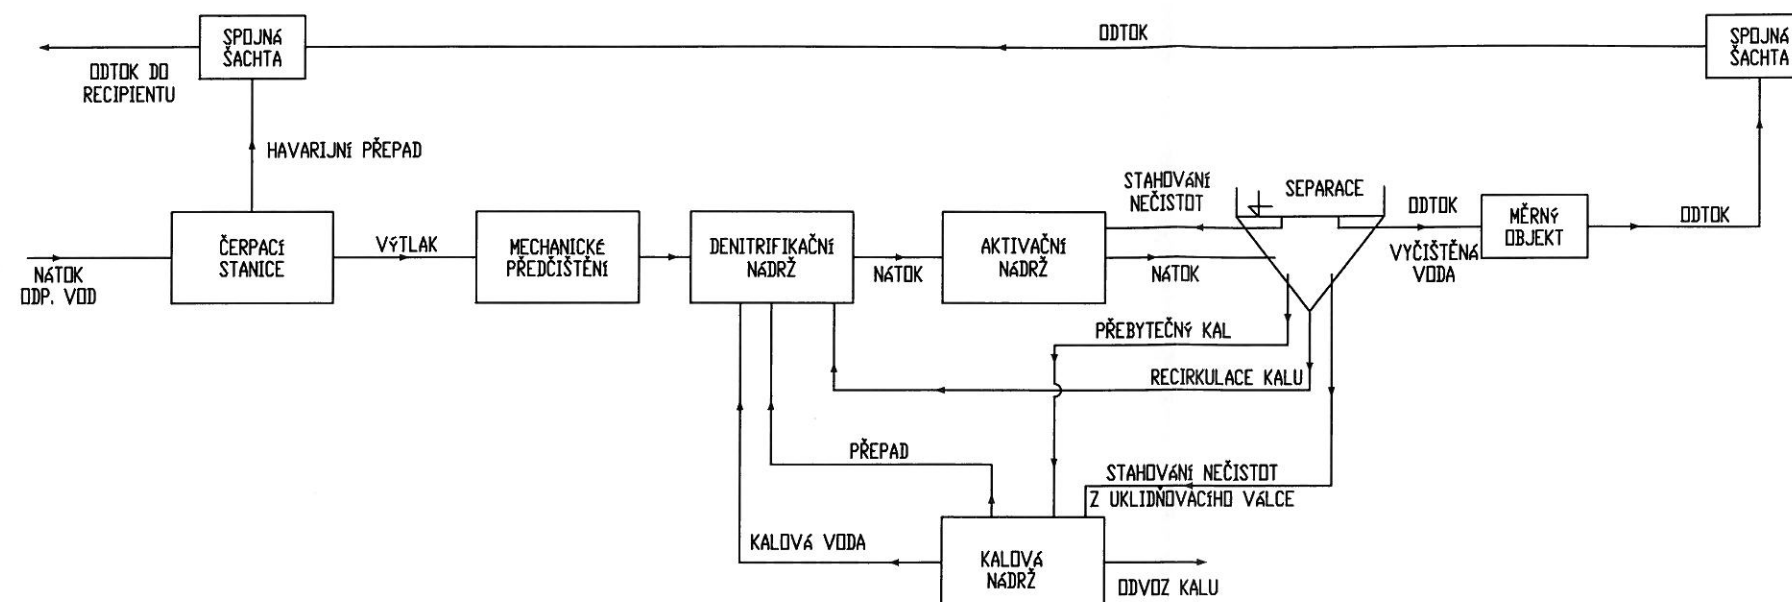 SPOJNÁ
ŠACHTA
ODTOK
SPOJNÁ
ŠACHTA
ODTOK DO
RECIPIENTU
HAVARIJNÍ PŘEPAD
STAHOVÁNÍ
NEČISTOT
SEPARACE
ČERPACÍ
STANICE
VÝTLAK
MECHANICKÉ
PŘEDČIŠTĚNÍ
DENITRIFIKAČNÍ
NÁDRŽ
NÁTOK
AKTIVAČNÍ
NÁDRŽ
NÁTOK
ODTOK
VYČIŠTĚNÁ
VODA
MĚRNÝ
OBJEKT
ODTOK
NÁTOK
ODP. VOD
PŘEBYTEČNÝ KAL
RECIRKULACE KALU
PŘEPAD
STAHOVÁNÍ NEČISTOT
Z UKLIDŇOVACÍHO VÁLCE
KALOVÁ VODA
KALOVÁ
NÁDRŽ
ODVOZ KALU